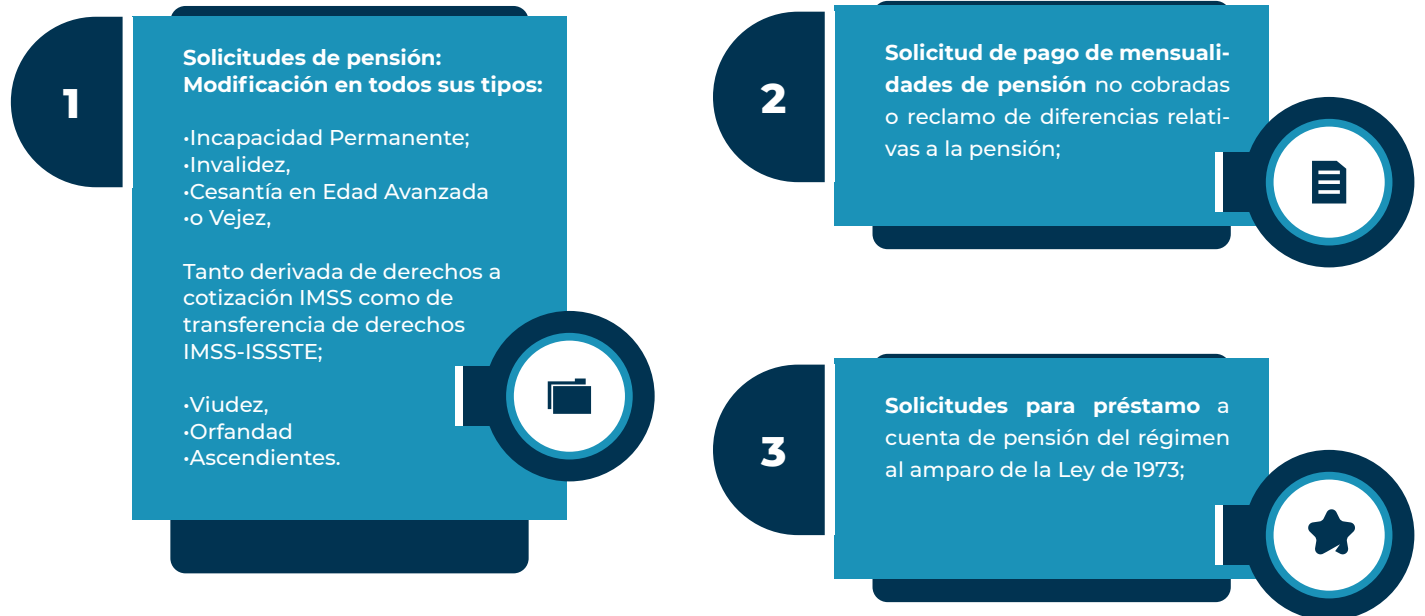 1
Solicitudes de pensión:
Modificación en todos sus tipos:
•Incapacidad Permanente;
•Invalidez,
•Cesantía en Edad Avanzada
•o Vejez,
Tanto derivada de derechos a
cotización IMSS como de
transferencia de derechos
IMSS-ISSSTE;
•Viudez,
•Orfandad
•Ascendientes.
2
Solicitud de pago de mensuali-
dades de pensión no cobradas
o reclamo de diferencias relati-
vas a la pensión;
3
Solicitudes para préstamo a
cuenta de pensión del régimen
al amparo de la Ley de 1973;